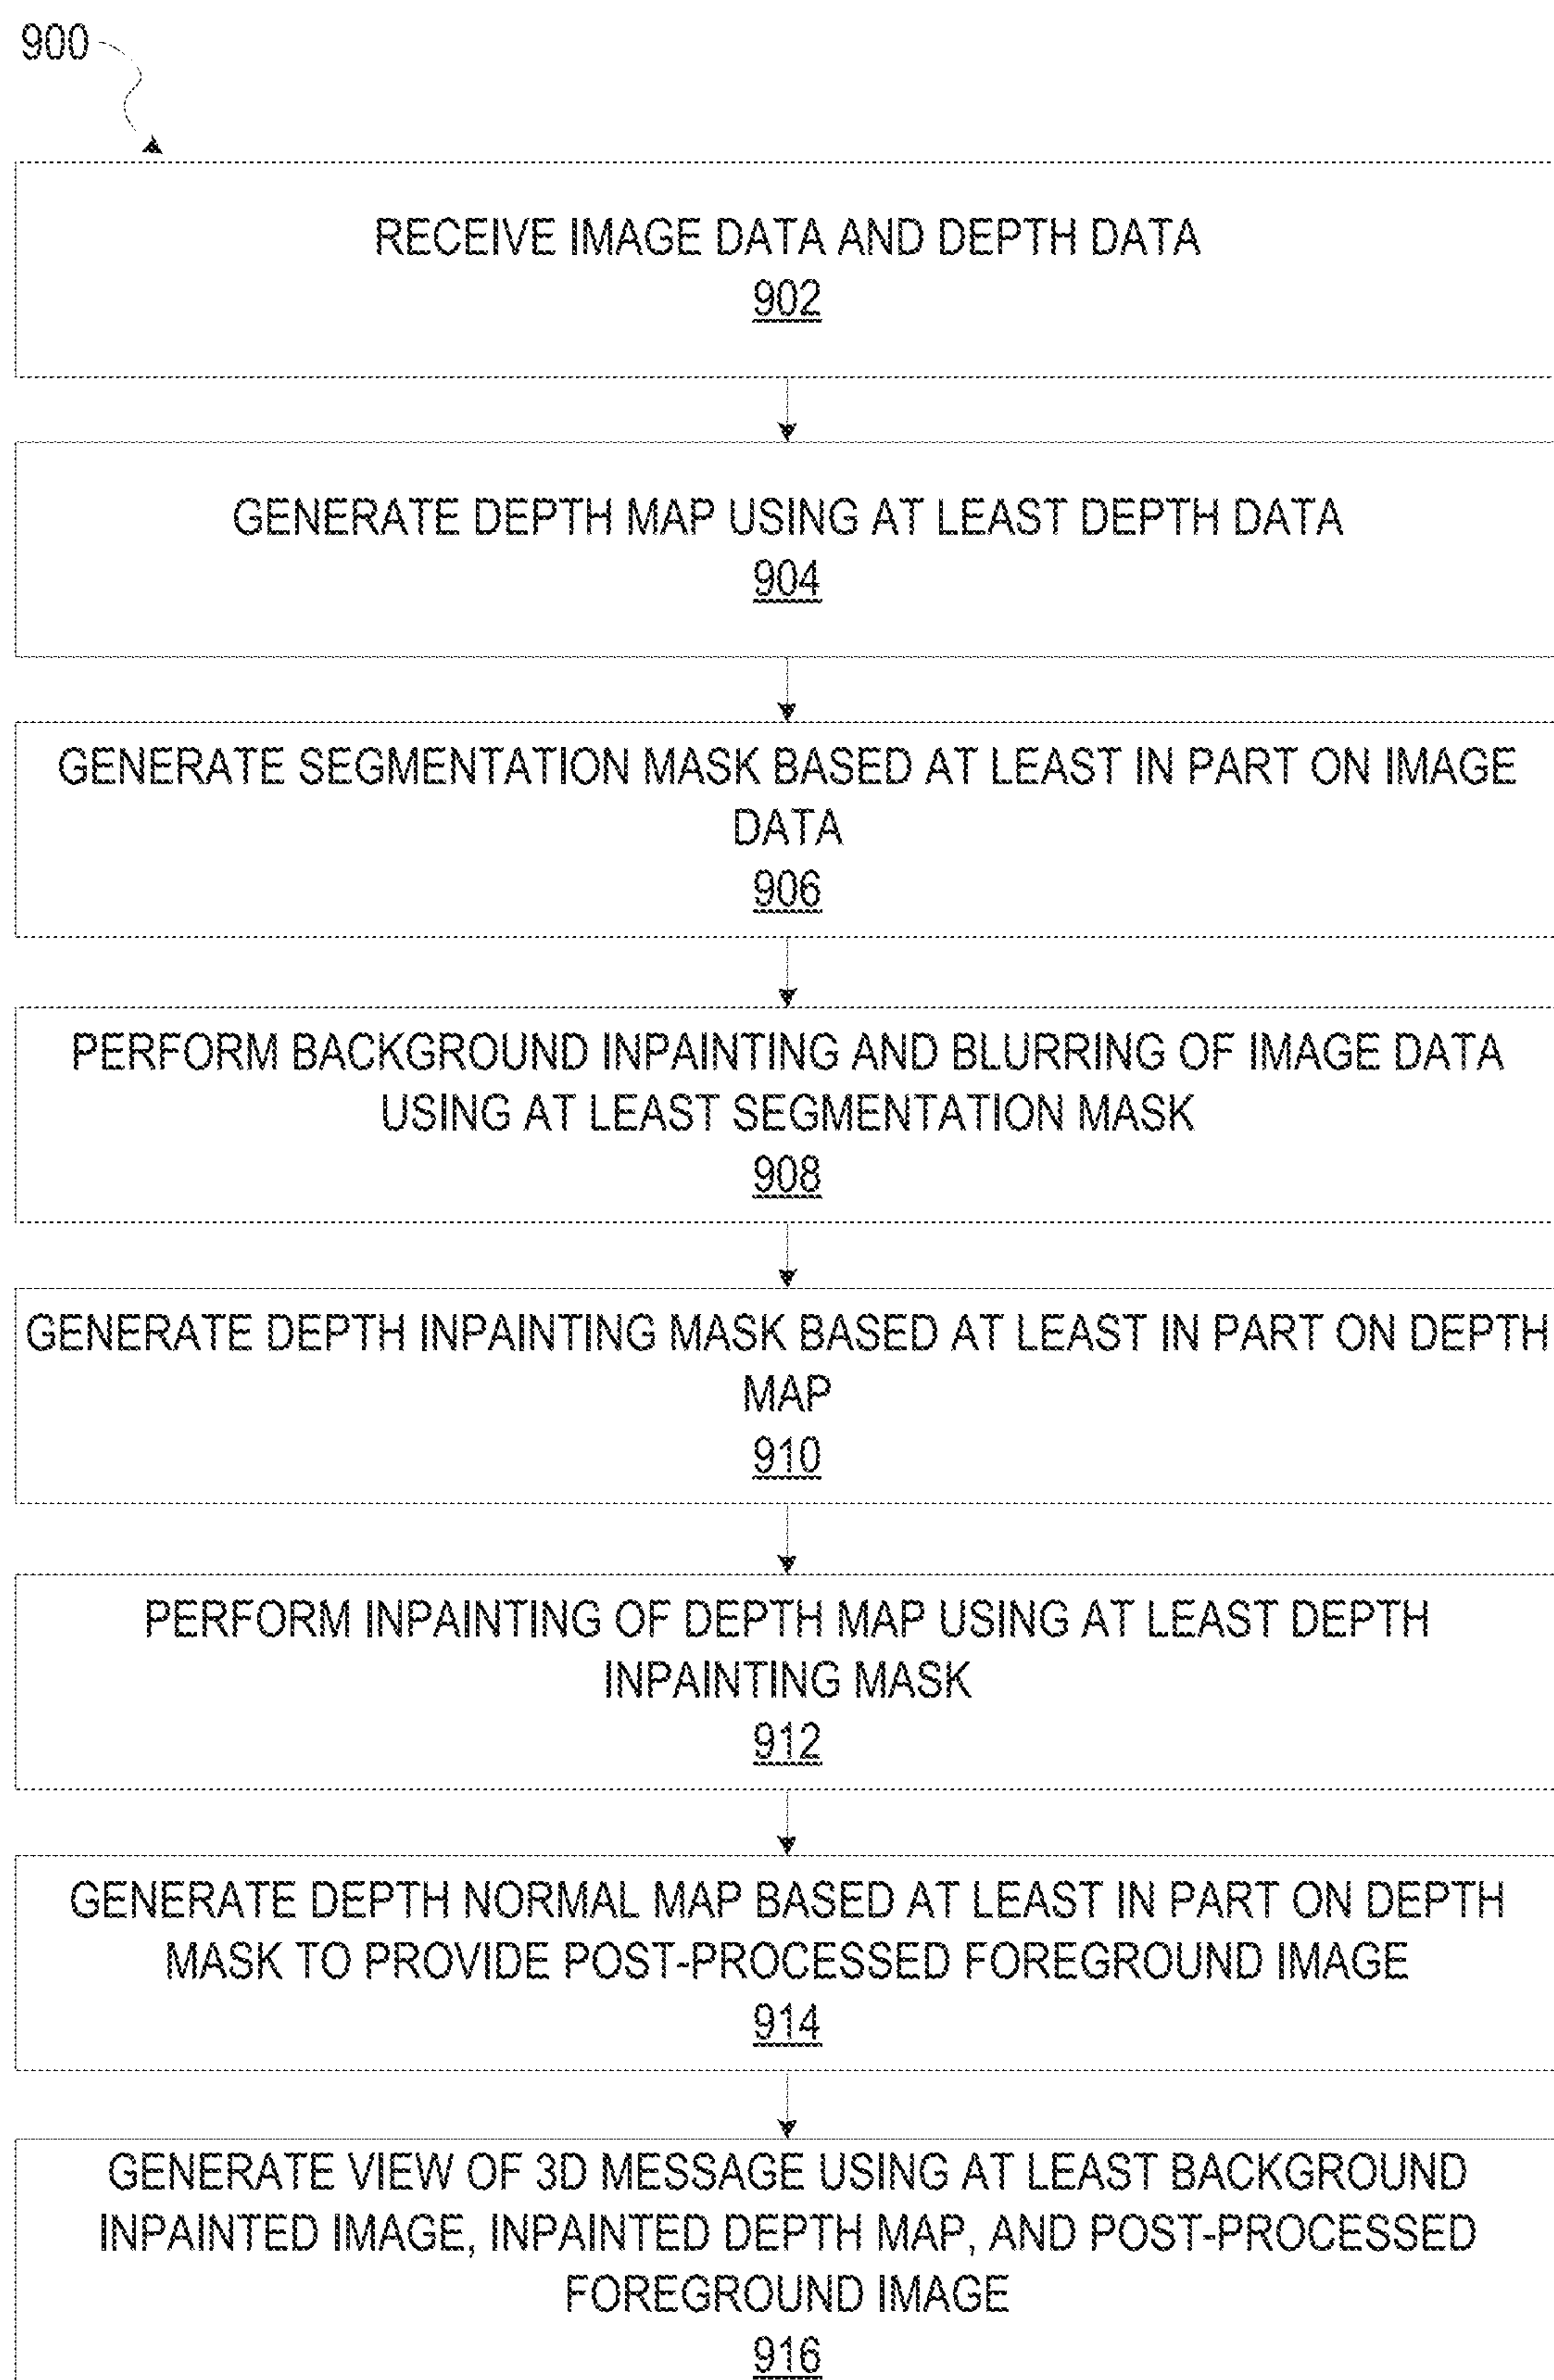 900
RECEIVE IMAGE DATA AND DEPTH DATA
902
GENERATE DEPTH MAP USING AT LEAST DEPTH DATA
904
GENERATE SEGMENTATION MASK BASED AT LEAST IN PART ON IMAGE
DATA
906
PERFORM BACKGROUND INPAINTING AND BLURRING OF IMAGE DATA
USING AT LEAST SEGMENTATION MASK
908
GENERATE DEPTH INPAINTING MASK BASED AT LEAST IN PART ON DEPTH
MAP
910
PERFORM INPAINTING OF DEPTH MAP USING AT LEAST DEPTH
INPAINTING MASK
912
GENERATE DEPTH NORMAL MAP BASED AT LEAST IN PART ON DEPTH
MASK TO PROVIDE POST-PROCESSED FOREGROUND IMAGE
914
GENERATE VIEW OF 3D MESSAGE USING AT LEAST BACKGROUND
INPAINTED IMAGE, INPAINTED DEPTH MAP, AND POST-PROCESSED
FOREGROUND IMAGE
916